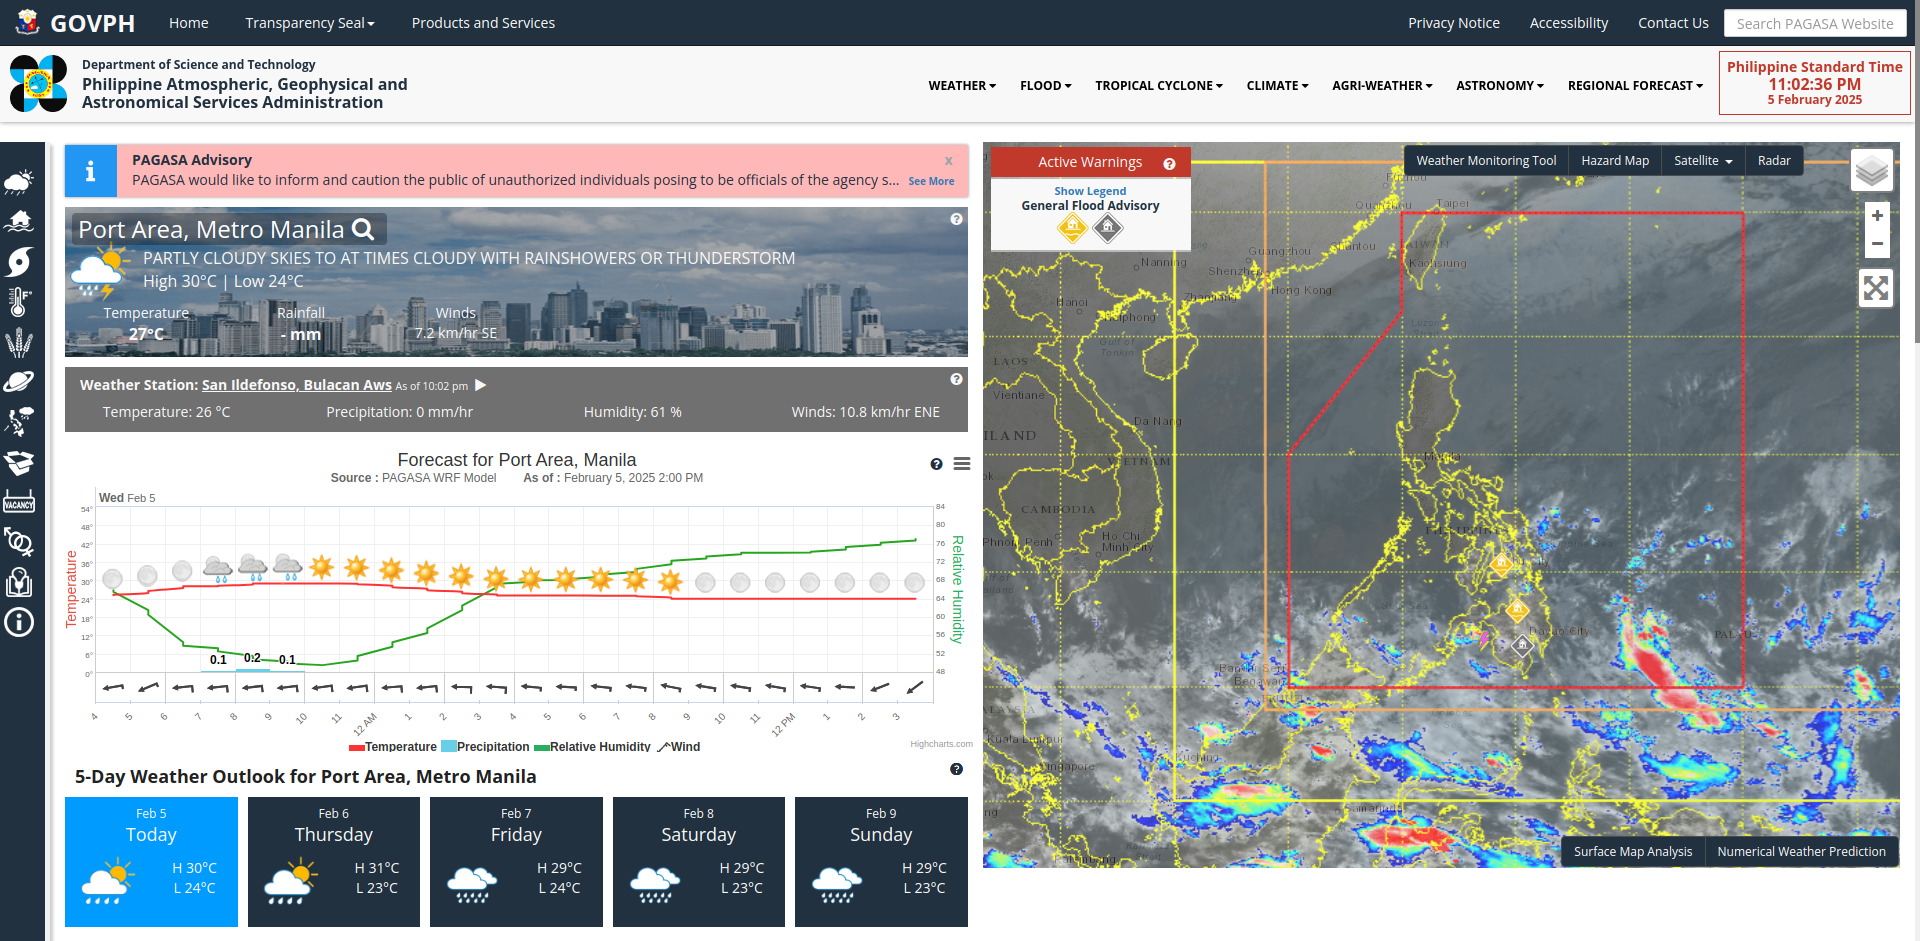 GOVPH
Home
Transparency Seal
Products and Services
Privacy Notice
Accessibility
Contact Us
Search PAGASA Website
Department of Science and Technology
Philippine Atmospheric, Geophysical and
Astronomical Services Administration
WEATHER
FLOOD
TROPICAL CYCLONE
CLIMATE
AGRI-WEATHER
ASTRONOMY
REGIONAL FORECAST
Philippine Standard Time
11:02:36 PM
5 February 2025
VACANCY
PAGASA Advisory
x
PAGASA would like to inform and caution the public of unauthorized individuals posing to be officials of the agency s... See More
Port Area, Metro Manila
PARTLY CLOUDY SKIES TO AT TIMES CLOUDY WITH RAINSHOWERS OR THUNDERSTORM
High 30°C | Low 24°C
Temperature
27°C
Rainfall
- mm
Winds
7.2 km/hr SE
Weather Station: San Ildefonso, Bulacan Aws As of 10:02 pm
Temperature: 26 °C
Precipitation: 0 mm/hr
Humidity: 61 %
Winds: 10.8 km/hr ENE
Forecast for Port Area, Manila
Source : PAGASA WRF Model As of : February 5, 2025 2:00 PM
Wed Feb 5
Temperature
54°
48°
42°
36°
30°
24°
18°
12°
6°
0°
84
80
76
72
68
64
60
56
52
48
Relative Humidity
0.1
0.2
0.1
4
5
6
7
8
9
10
11
12 AM
1
2
3
4
5
6
7
8
9
10
11
12 PM
1
2
3
Temperature
Precipitation
Relative Humidity
Wind
Highcharts.com
5-Day Weather Outlook for Port Area, Metro Manila
Feb 5
Today
H 30°C
L 24°C
Feb 6
Thursday
H 31°C
L 23°C
Feb 7
Friday
H 29°C
L 24°C
Feb 8
Saturday
H 29°C
L 23°C
Feb 9
Sunday
H 29°C
L 23°C
Active Warnings
Show Legend
General Flood Advisory
Weather Monitoring Tool
Hazard Map
Satellite
Radar
+
−
Taipei
Guangzhou
Shantou
Nanning
Shenzhen
Kaohsiung
Hong Kong
Zhanjiang
Hanoi
Haiphong
Gulf of
Tonkin
LAOS
Vientiane
Da Nang
ILAND
VIETNAM
Manila
CAMBODIA
Phnom Penh
Ho Chi
Minh City
Davao City
PALAU
Bandar Seri
Begawan
Kuala Lumpur
Singapore
Kuching
Samarinda
Surface Map Analysis
Numerical Weather Prediction